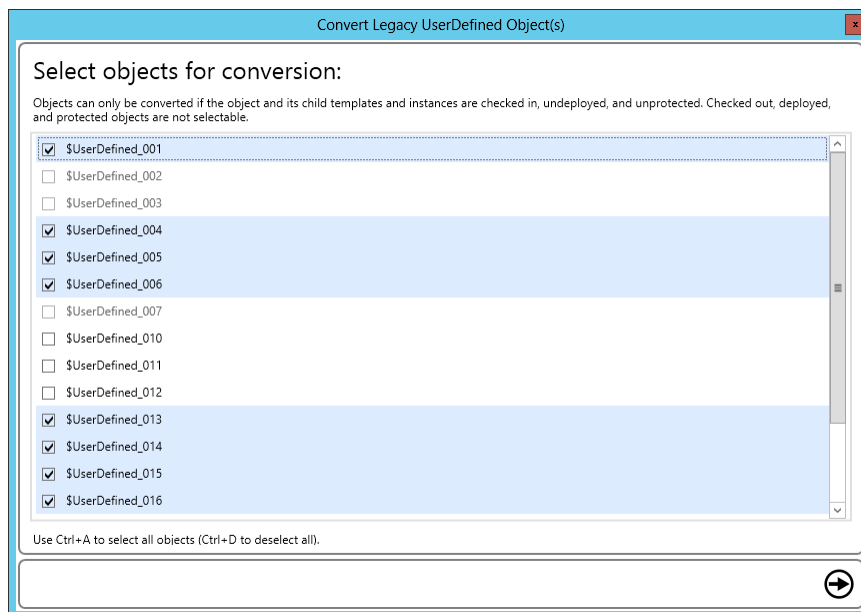 Convert Legacy UserDefined Object(s)
x
Select objects for conversion:
Objects can only be converted if the object and its child templates and instances are checked in, undeployed, and unprotected. Checked out, deployed,
and protected objects are not selectable.
$UserDefined_001
$UserDefined_002
$UserDefined_003
$UserDefined_004
$UserDefined_005
$UserDefined_006
$UserDefined_007
$UserDefined_010
$UserDefined_011
$UserDefined_012
$UserDefined_013
$UserDefined_014
$UserDefined_015
$UserDefined_016
Use Ctrl+A to select all objects (Ctrl+D to deselect all).